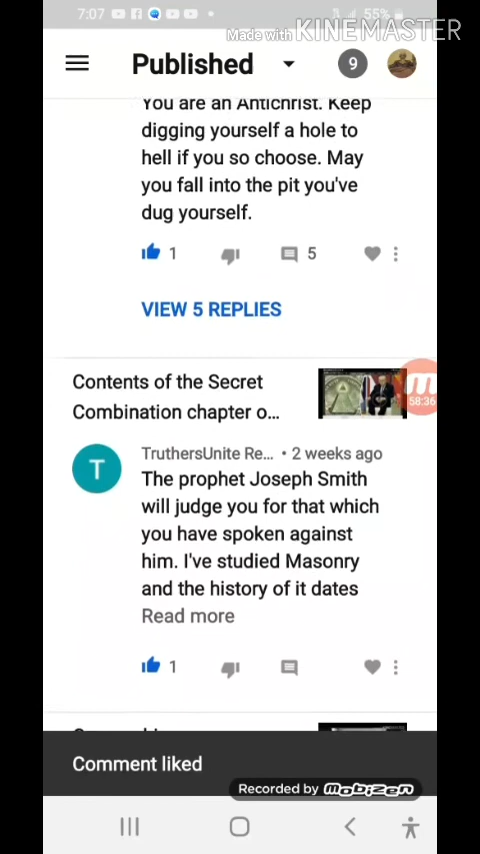 7:07
55%
Made with KINEMASTER
Published
9
You are an Antichrist. Keep
digging yourself a hole to
hell if you so choose. May
you fall into the pit you've
dug yourself.
1
5
VIEW 5 REPLIES
Contents of the Secret
Combination chapter o...
58:36
T
TruthersUnite Re... • 2 weeks ago
The prophet Joseph Smith
will judge you for that which
you have spoken against
him. I've studied Masonry
and the history of it dates
Read more
1
Comment liked
Recorded by mobizen